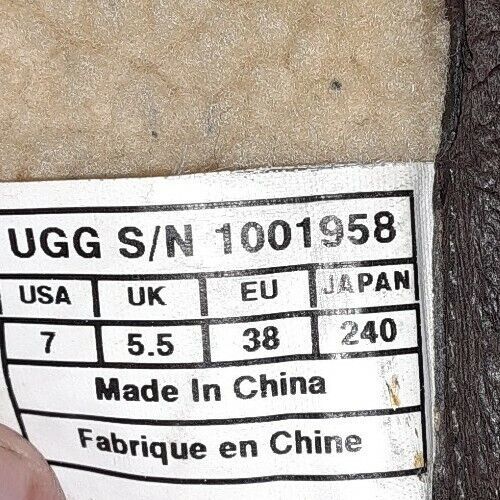 UGG S/N 1001958
USA UK EU JAPAN
7 5.5 38 240
Made In China
Fabrique en Chine